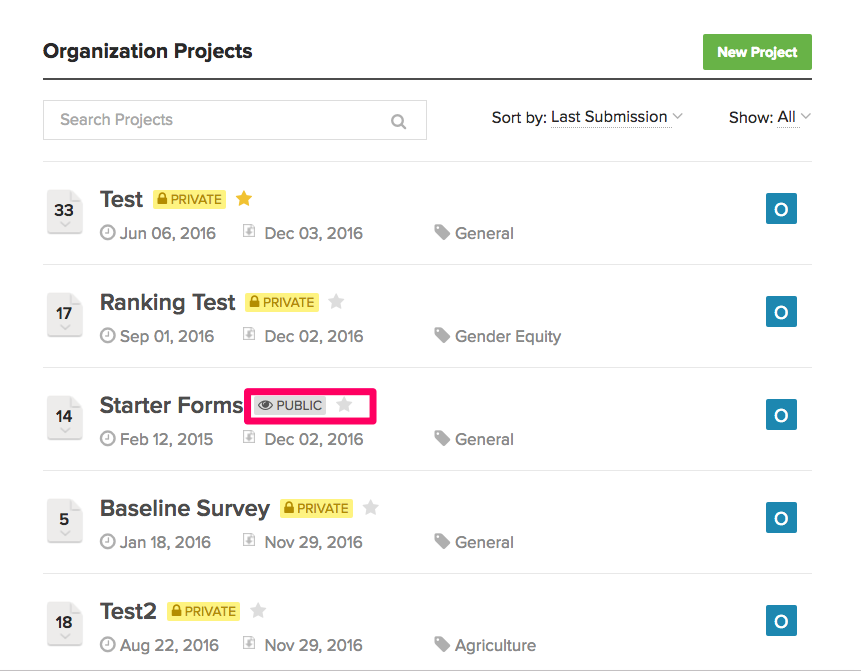 Organization Projects
New Project
Search Projects
Sort by: Last Submission
Show: All
33
Test PRIVATE
Jun 06, 2016 Dec 03, 2016 General
O
17
Ranking Test PRIVATE
Sep 01, 2016 Dec 02, 2016 Gender Equity
O
14
Starter Forms PUBLIC
Feb 12, 2015 Dec 02, 2016 General
O
5
Baseline Survey PRIVATE
Jan 18, 2016 Nov 29, 2016 General
O
18
Test2 PRIVATE
Aug 22, 2016 Nov 29, 2016 Agriculture
O